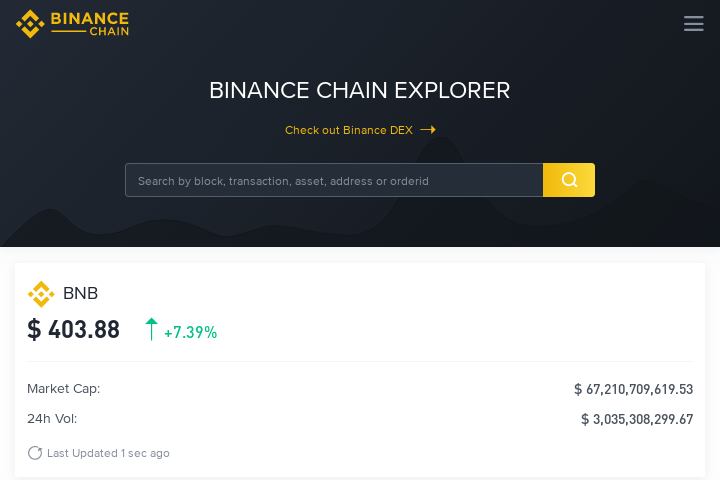 BINANCE
CHAIN
BINANCE CHAIN EXPLORER
Check out Binance DEX
Search by block, transaction, asset, address or orderid
BNB
$ 403.88 +7.39%
Market Cap: $ 67,210,709,619.53
24h Vol: $ 3,035,308,299.67
Last Updated 1 sec ago